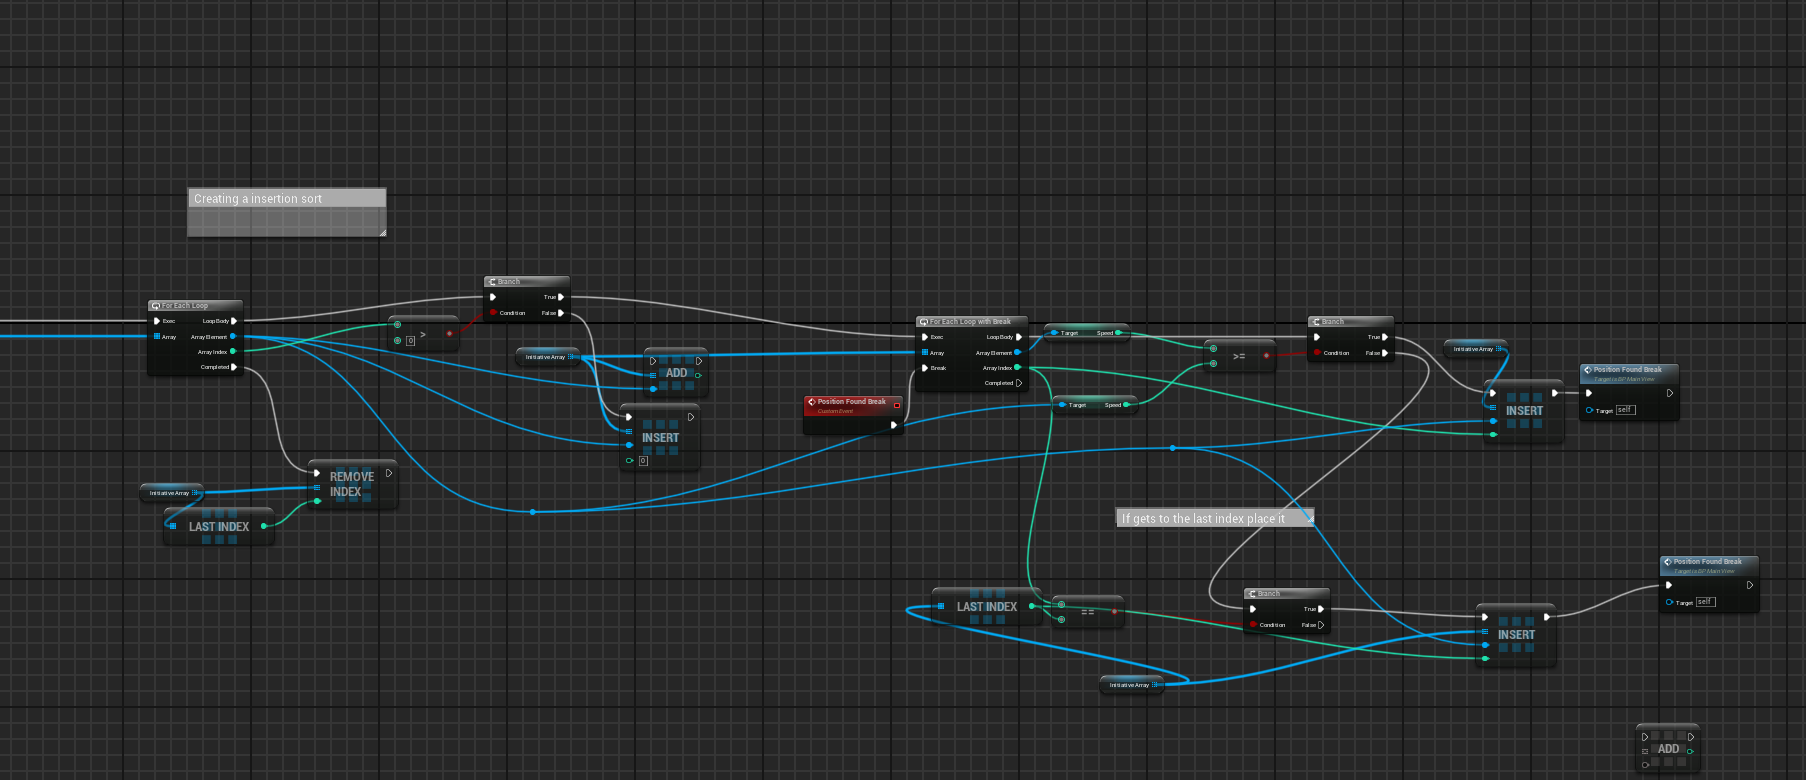 Creating a insertion sort
For Each Loop
Exec
Loop Body
Array
Array Element
Array Index
Completed
>
0
Branch
True
Condition
False
Initiative Array
ADD
INSERT
0
Initiative Array
REMOVE
INDEX
LAST INDEX
For Each Loop with Break
Exec
Loop Body
Array
Array Element
Break
Array Index
Completed
Position Found Break
Custom Event
Target
Speed
Target
Speed
>=
Branch
True
Condition
False
Initiative Array
INSERT
Position Found Break
Target is BP Main View
Target
self
If gets to the last index place it
LAST INDEX
==
Branch
True
Condition
False
Initiative Array
INSERT
Position Found Break
Target is BP Main View
Target
self
ADD